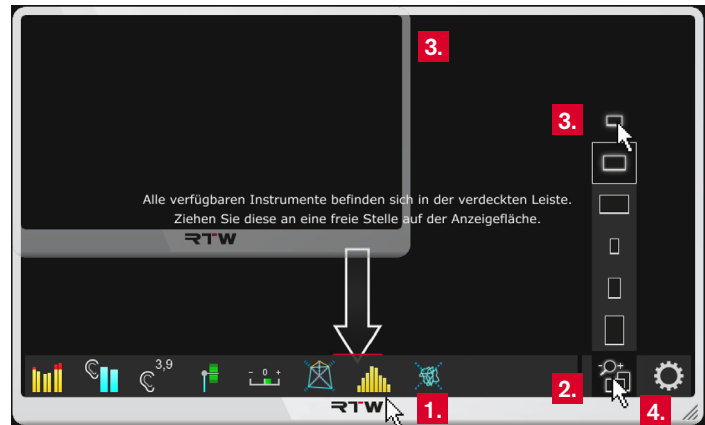 3.
3.
Alle verfügbaren Instrumente befinden sich in der verdeckten Leiste.
Ziehen Sie diese an eine freie Stelle auf der Anzeigefläche.
RTW
3,9
- 0 +
- +
2.
RTW
1.
4.